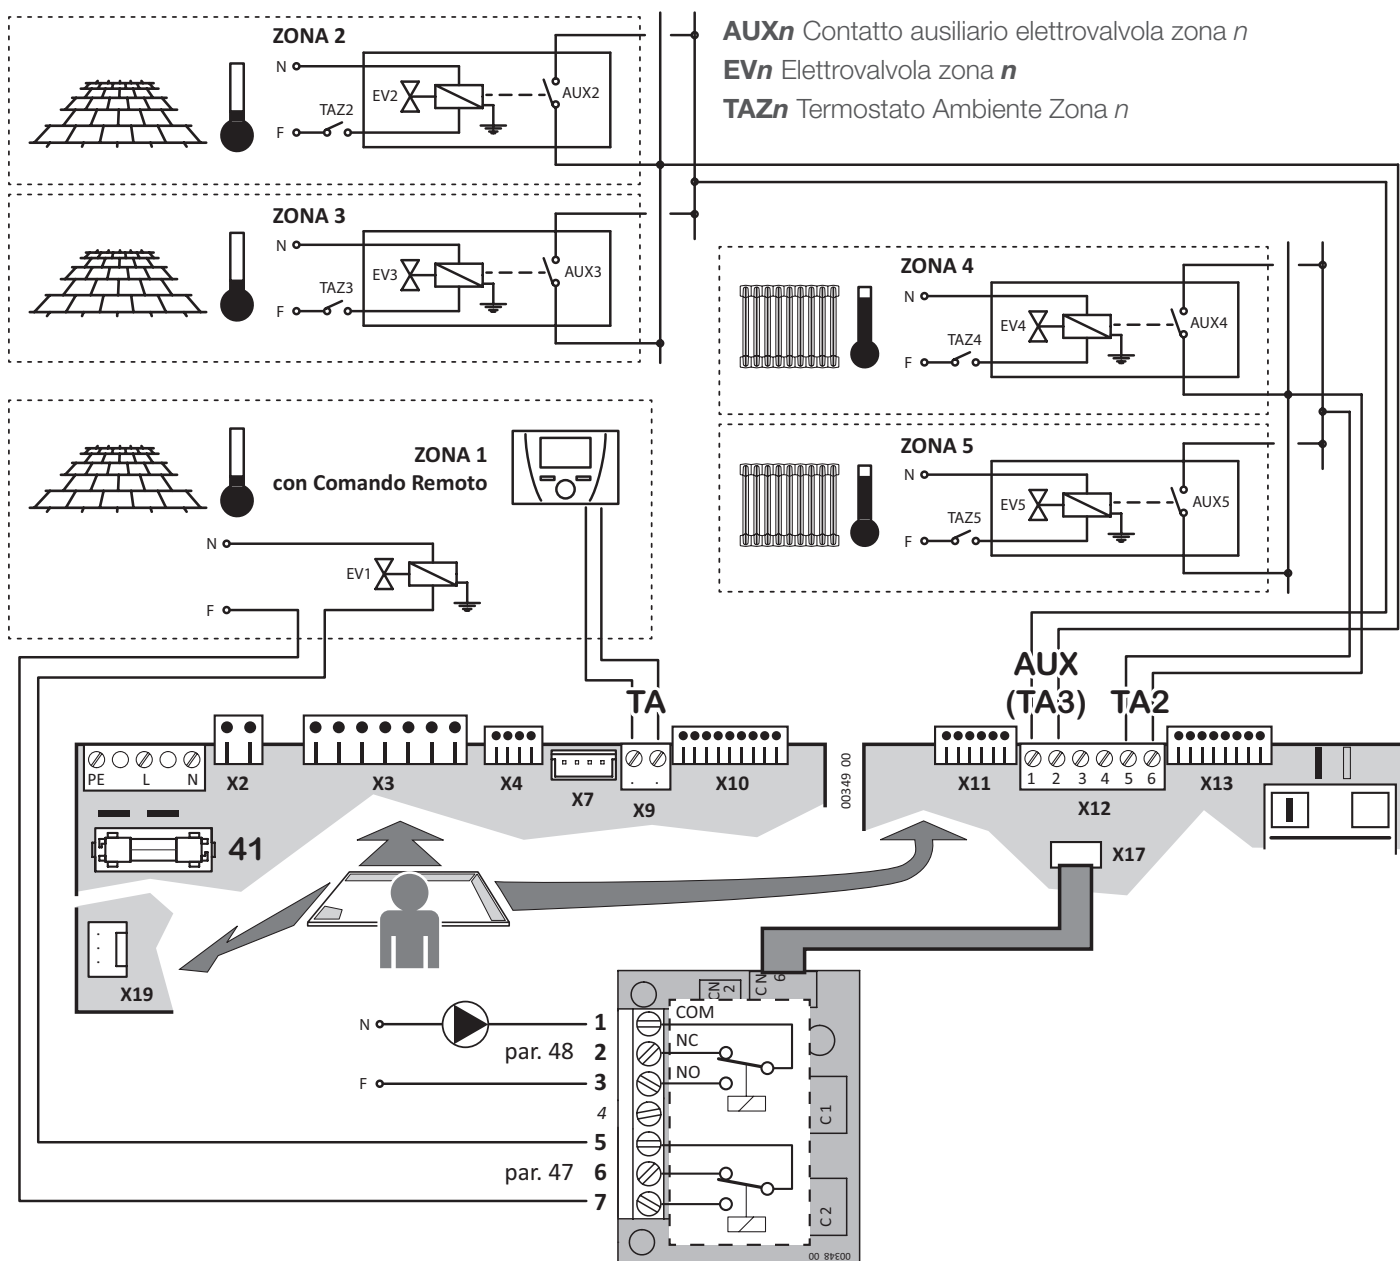 AUXn Contatto ausiliario elettrovalvola zona n
EVn Elettrovalvola zona n
TAZn Termostato Ambiente Zona n
ZONA 2
N
EV2
AUX2
TAZ2
F
ZONA 3
N
EV3
AUX3
TAZ3
F
ZONA 4
N
EV4
AUX4
TAZ4
F
ZONA 5
N
EV5
AUX5
TAZ5
F
ZONA 1
con Comando Remoto
N
EV1
F
TA
AUX
(TA3)
TA2
PE
L
N
X2
X3
X4
X7
X9
X10
00349 00
X11
1
2
3
4
5
6
X12
X13
41
X17
X19
CN
2
CN
6
N
1
COM
par. 48
2
NC
F
3
NO
4
C1
5
par. 47
6
7
C2
00348 00